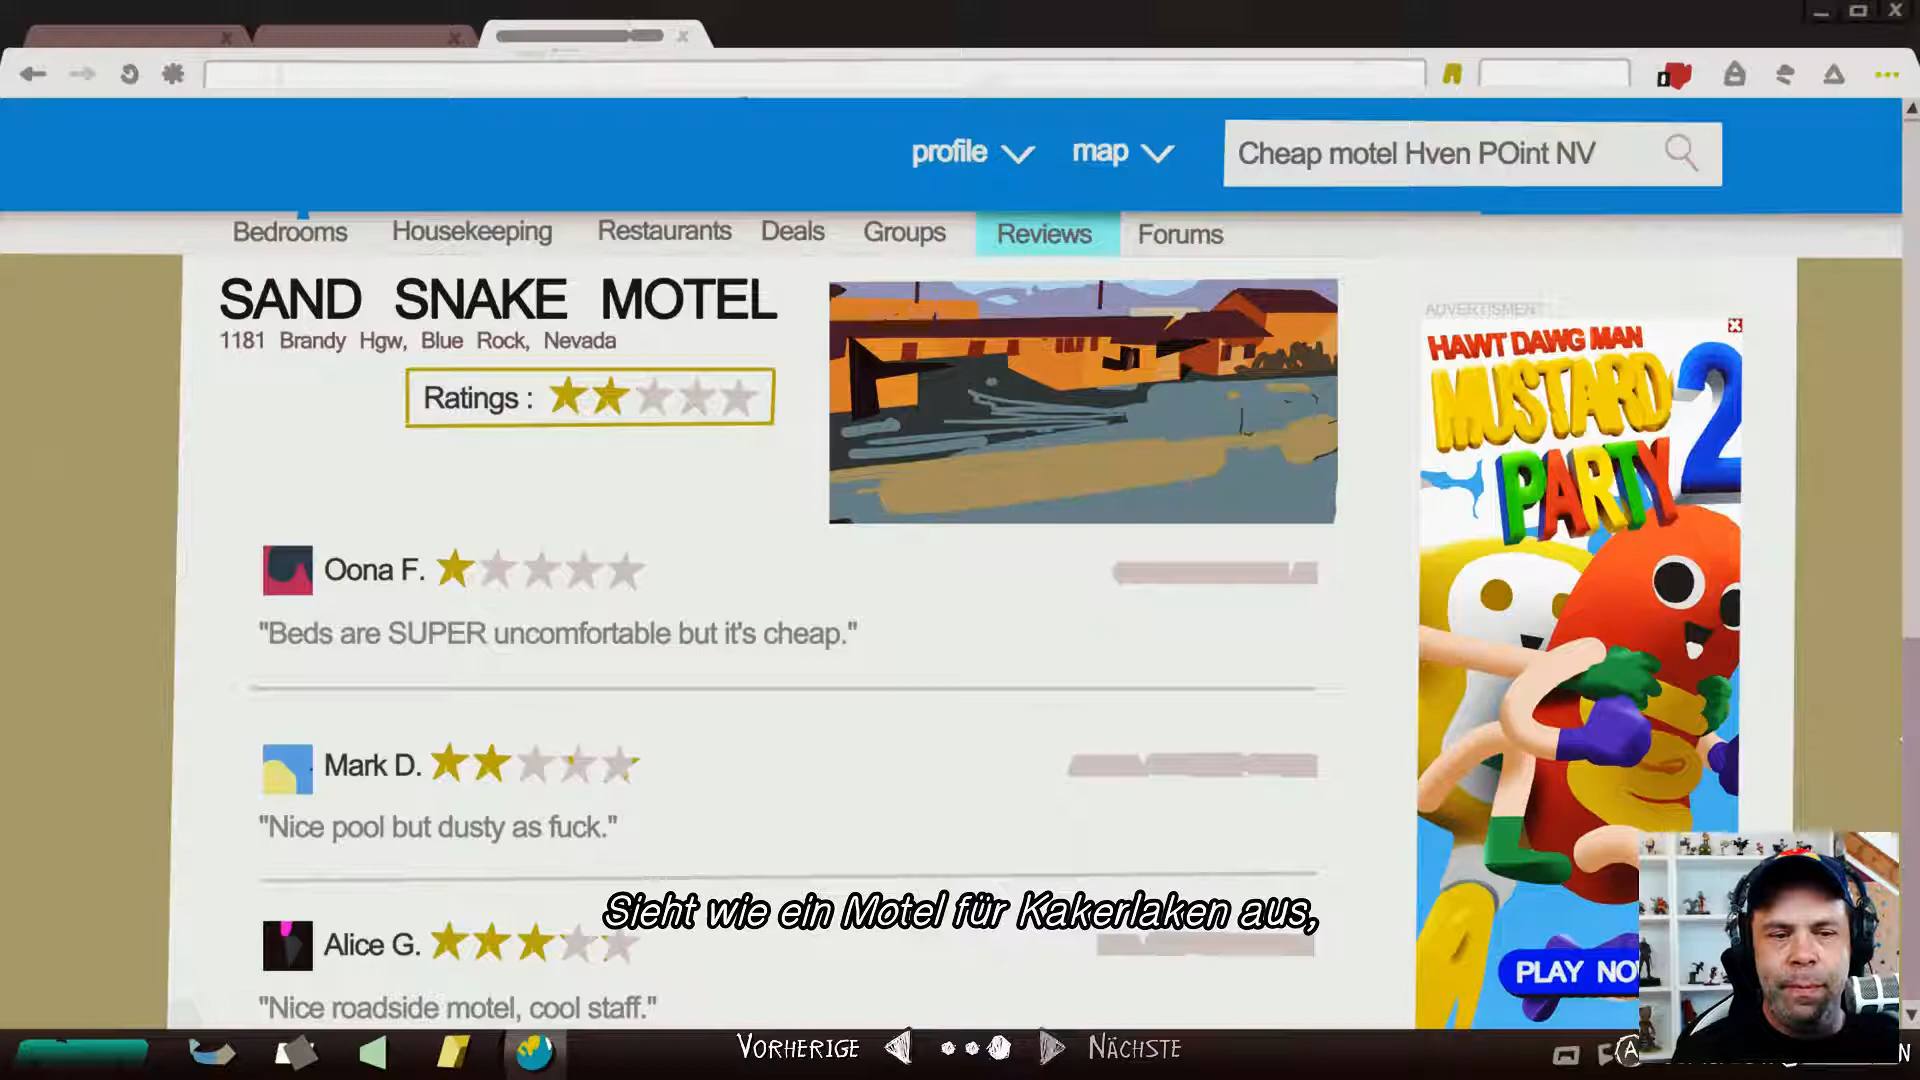 profile
map
Cheap motel Hven POint NV
Bedrooms
Housekeeping
Restaurants
Deals
Groups
Reviews
Forums
SAND SNAKE MOTEL
1181 Brandy Hgw, Blue Rock, Nevada
Ratings :
ADVERTISMENT
HAWT DAWG MAN
MUSTARD
PARTY 2
Oona F.
"Beds are SUPER uncomfortable but it's cheap."
Mark D.
"Nice pool but dusty as fuck."
Sieht wie ein Motel für Kakerlaken aus,
Alice G.
"Nice roadside motel, cool staff."
PLAY NO
VORHERIGE
NÄCHSTE
A